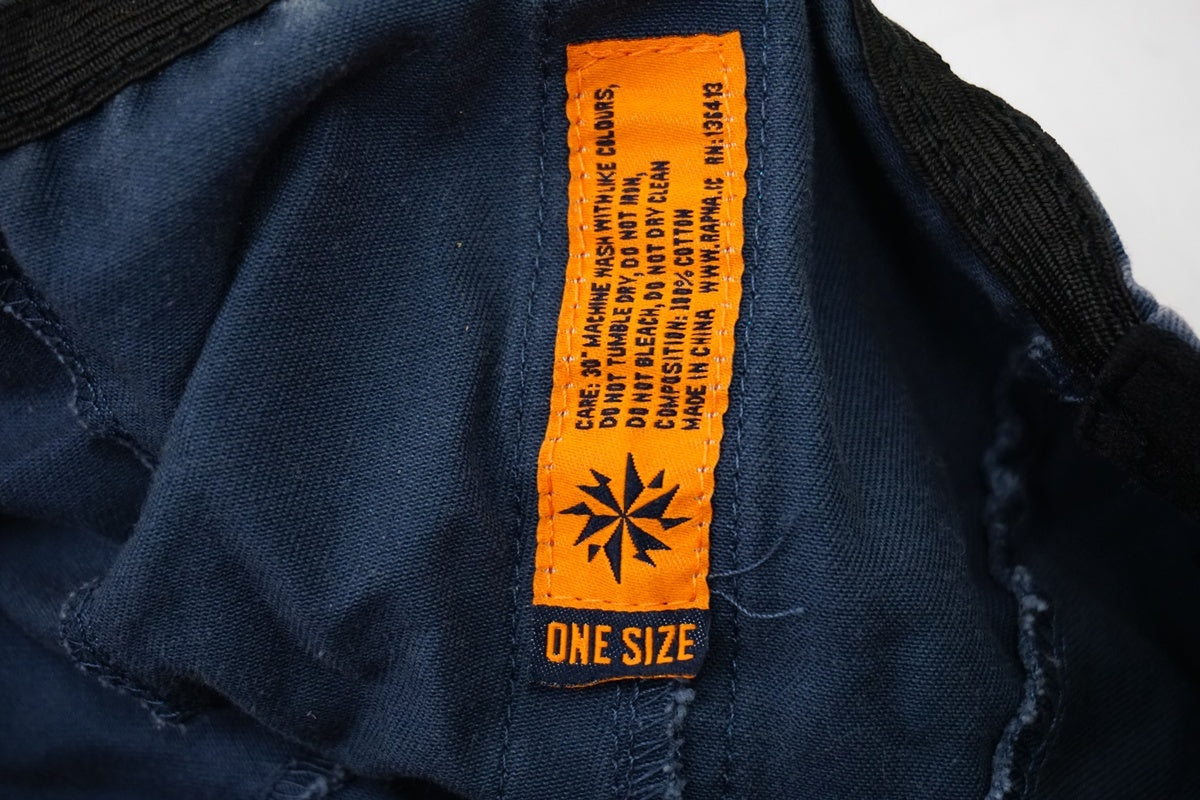 CARE: 30° MACHINE WASH WITH LIKE COLOURS,
DO NOT TUMBLE DRY, DO NOT IRON,
DO NOT BLEACH, DO NOT DRY CLEAN
COMPOSITION: 100% COTTON
MADE IN CHINA WWW.RAPHA.CC RN:136413
ONE SIZE